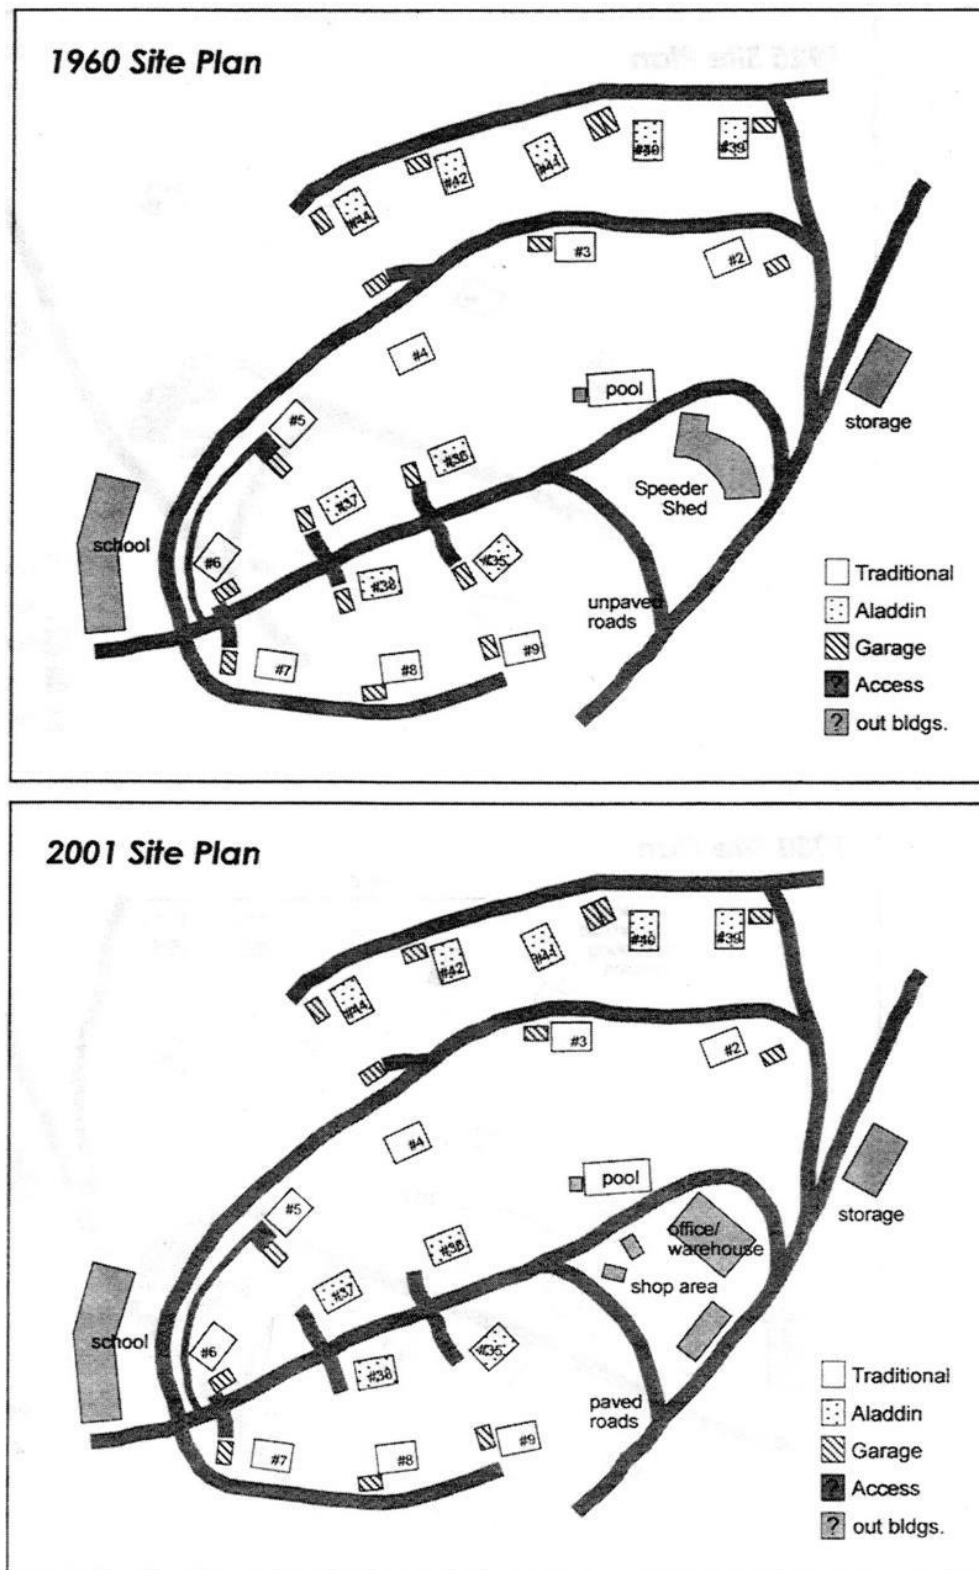 1960 Site Plan
#39
#40
#41
#42
#44
#3
#2
#4
pool
#5
storage
#36
Speeder
Shed
#37
school
#6
#35
#38
unpaved
roads
#9
#7
#8
Traditional
Aladdin
Garage
? Access
? out bldgs.
2001 Site Plan
#39
#40
#41
#42
#44
#3
#2
#4
pool
#5
storage
office/
warehouse
#36
shop area
#37
school
#6
#35
#38
paved
roads
#9
#7
#8
Traditional
Aladdin
Garage
? Access
? out bldgs.